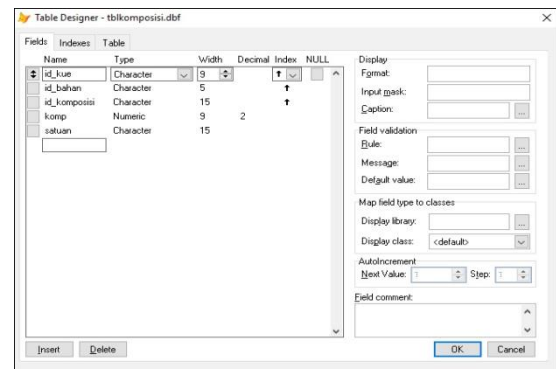 Table Designer - tblkomposisi.dbf
Fields Indexes Table
Name Type Width Decimal Index NULL
id_kue Character 9
id_bahan Character 5
id_komposisi Character 15
komp Numeric 9 2
satuan Character 15
Display
Format:
Input mask:
Caption: ...
Field validation
Rule: ...
Message: ...
Default value: ...
Map field type to classes
Display library: ...
Display class: <default>
AutoIncrement
Next Value: 1 Step: 1
Field comment:
Insert Delete OK Cancel